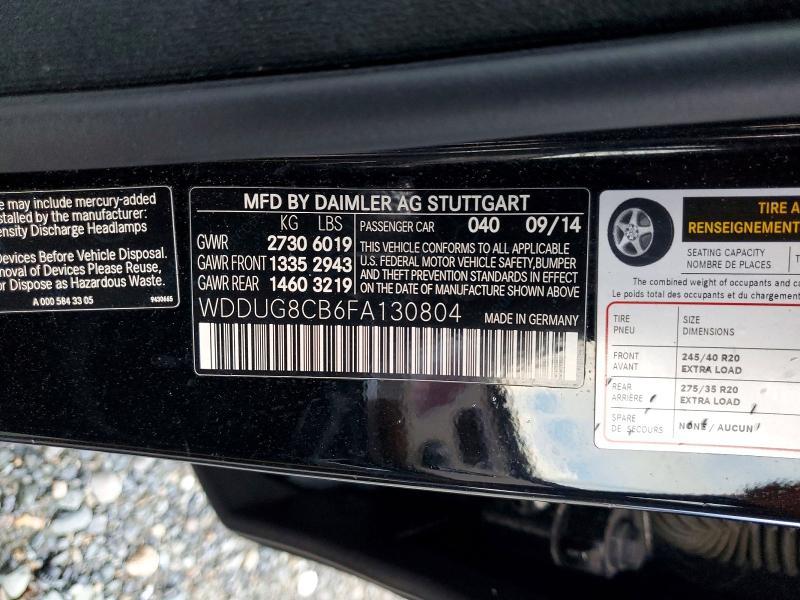 e may include mercury-added
stalled by the manufacturer:
ensity Discharge Headlamps
Devices Before Vehicle Disposal.
moval of Devices Please Reuse,
or Dispose as Hazardous Waste.
A 000 584 33 05 9430665
MFD BY DAIMLER AG STUTTGART
KG LBS PASSENGER CAR 040 09/14
GVWR 2730 6019
GAWR FRONT 1335 2943
GAWR REAR 1460 3219
THIS VEHICLE CONFORMS TO ALL APPLICABLE
U.S. FEDERAL MOTOR VEHICLE SAFETY, BUMPER
AND THEFT PREVENTION STANDARDS IN EFFECT
ON THE DATE OF MANUFACTURE SHOWN ABOVE
WDDUG8CB6FA130804 MADE IN GERMANY
TIRE A
RENSEIGNEMENT
SEATING CAPACITY
NOMBRE DE PLACES
The combined weight of occupants and c
Le poids total des occupants et du chargement
TIRE SIZE
PNEU DIMENSIONS
FRONT 245/40 R20
AVANT EXTRA LOAD
REAR 275/35 R20
ARRIÈRE EXTRA LOAD
SPARE NONE / AUCUN
DE SECOURS